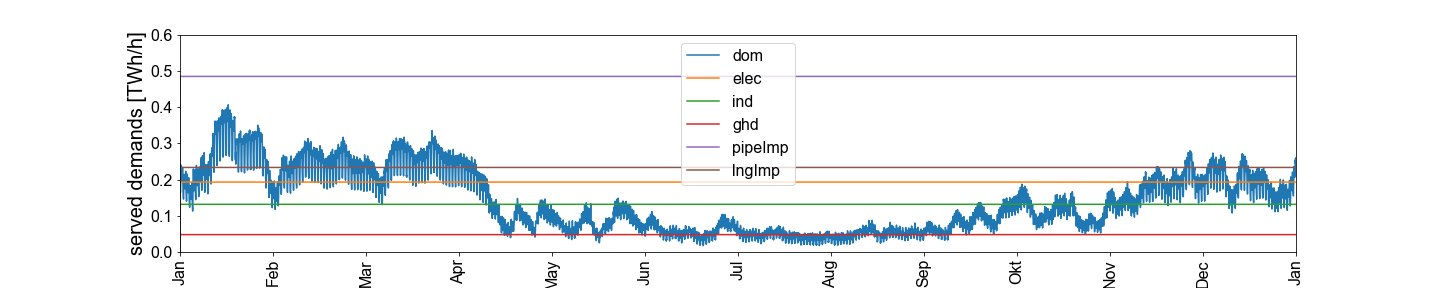 served demands [TWh/h]
0.6
0.5
0.4
0.3
0.2
0.1
0.0
dom
elec
ind
ghd
pipeImp
lngImp
Jan
Feb
Mar
Apr
May
Jun
Jul
Aug
Sep
Okt
Nov
Dec
Jan